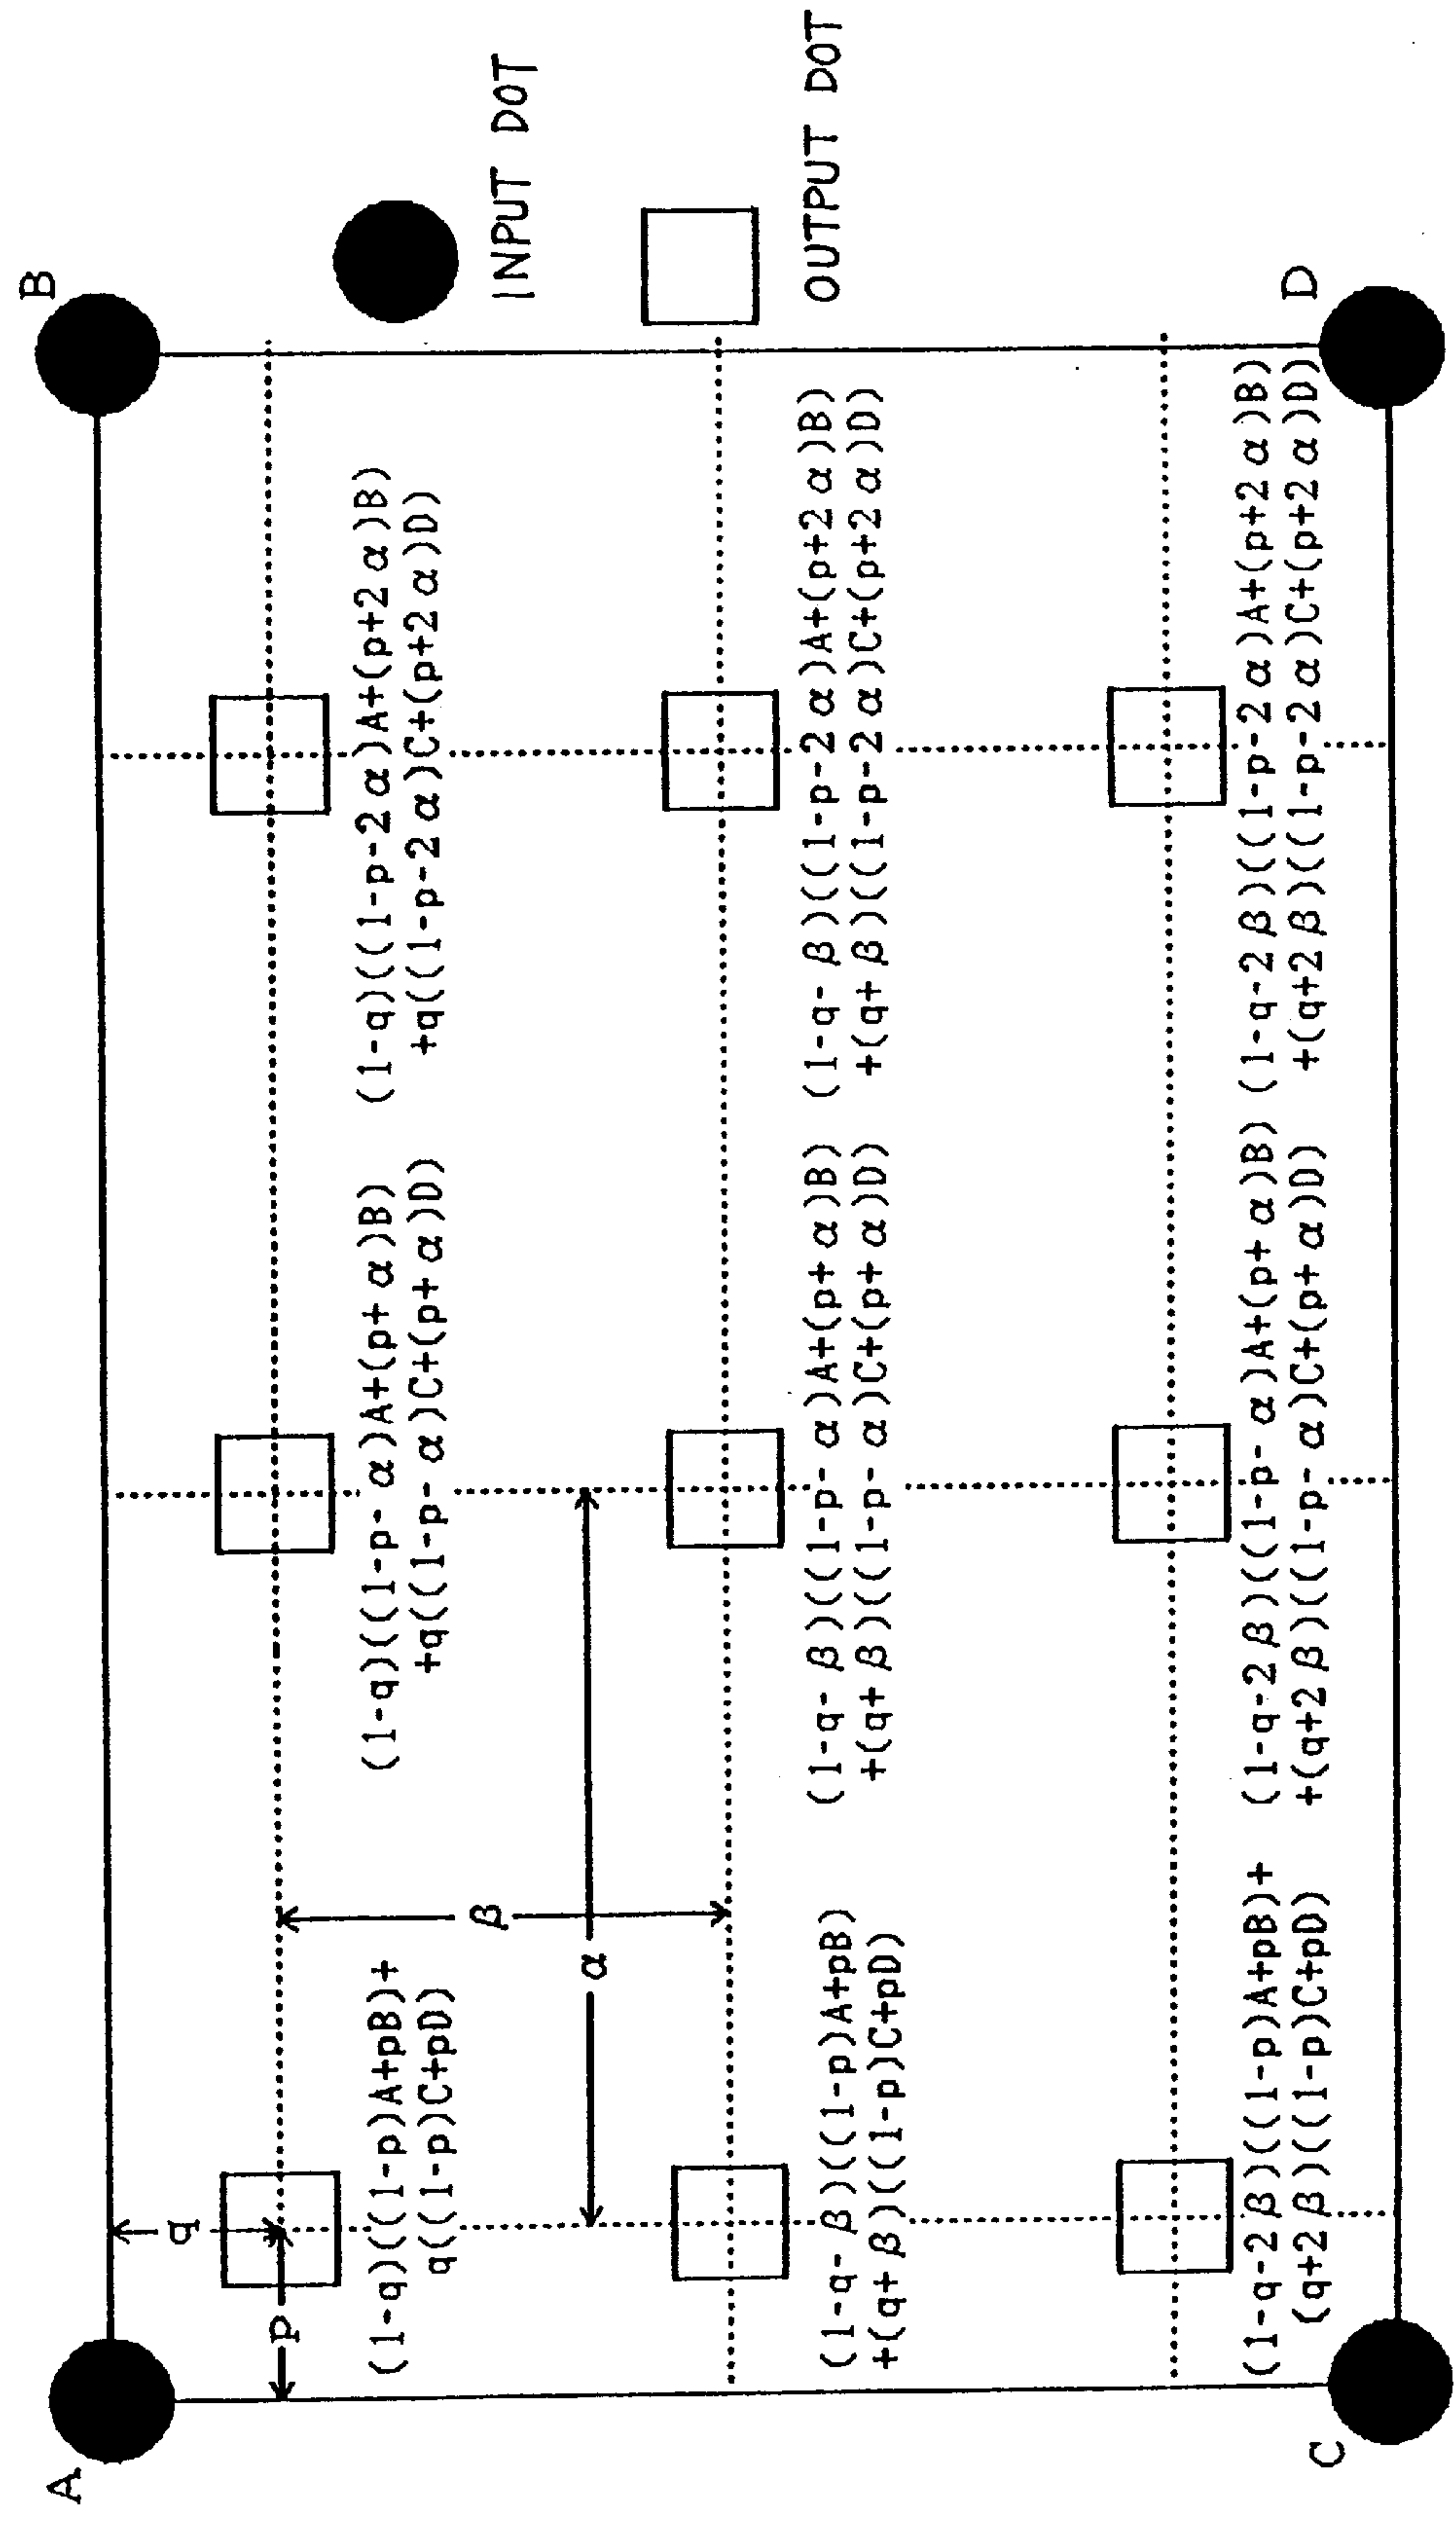 A
B
q
p
(1-q)((1-p)A+pB)+
q((1-p)C+pD)
(1-q)((1-p-α)A+(p+α)B)
+q((1-p-α)C+(p+α)D)
(1-q)((1-p-2α)A+(p+2α)B)
+q((1-p-2α)C+(p+2α)D)
β
α
(1-q-β)((1-p)A+pB)
+(q+β)((1-p)C+pD)
(1-q-β)((1-p-α)A+(p+α)B)
+(q+β)((1-p-α)C+(p+α)D)
(1-q-β)((1-p-2α)A+(p+2α)B)
+(q+β)((1-p-2α)C+(p+2α)D)
(1-q-2β)((1-p)A+pB)+
(q+2β)((1-p)C+pD)
(1-q-2β)((1-p-α)A+(p+α)B)
+(q+2β)((1-p-α)C+(p+α)D)
(1-q-2β)((1-p-2α)A+(p+2α)B)
+(q+2β)((1-p-2α)C+(p+2α)D)
C
D
INPUT DOT
OUTPUT DOT